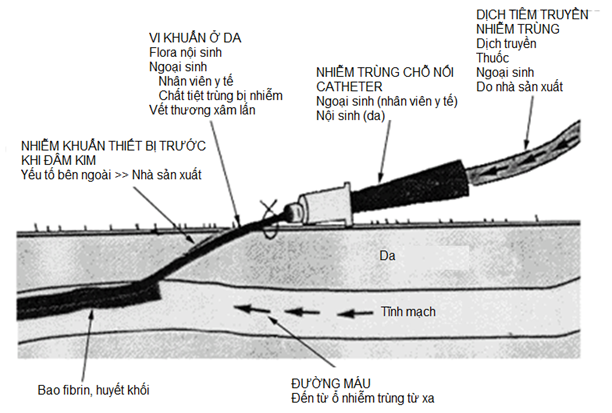 VI KHUẨN Ở DA
Flora nội sinh
Ngoại sinh
Nhân viên y tế
Chất tiệt trùng bị nhiễm
Vết thương xâm lấn
DỊCH TIÊM TRUYỀN
NHIỄM TRÙNG
Dịch truyền
Thuốc
Ngoại sinh
Do nhà sản xuất
NHIỄM TRÙNG CHỖ NỐI
CATHETER
Ngoại sinh (nhân viên y tế)
Nội sinh (da)
NHIỄM KHUẨN THIẾT BỊ TRƯỚC
KHI ĐÂM KIM
Yếu tố bên ngoài >> Nhà sản xuất
Da
Tĩnh mạch
Bao fibrin, huyết khối
ĐƯỜNG MÁU
Đến từ ổ nhiễm trùng từ xa